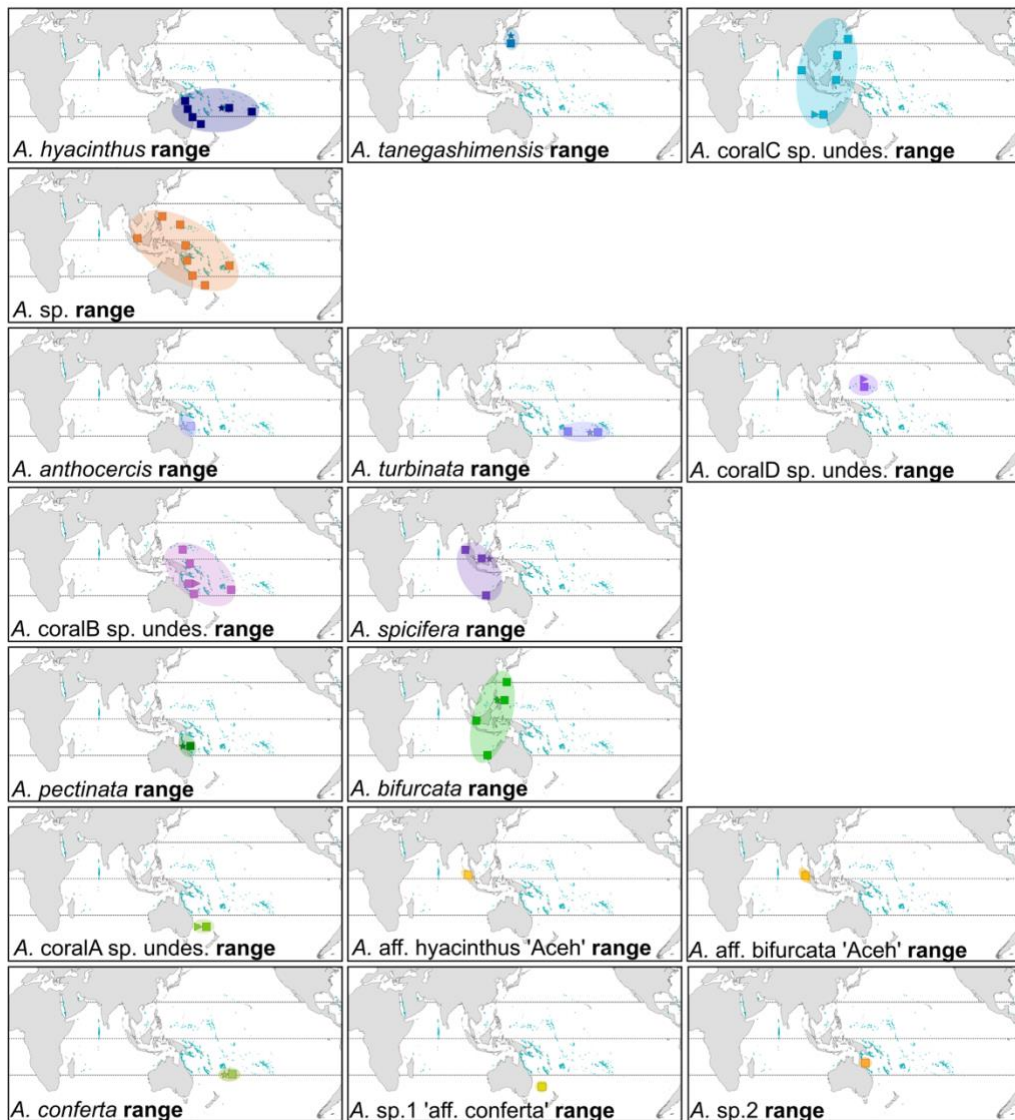 A. hyacinthus range
A. tanegashimensis range
A. coralC sp. undes. range
A. sp. range
A. anthocercis range
A. turbinata range
A. coralD sp. undes. range
A. coralB sp. undes. range
A. spicifera range
A. pectinata range
A. bifurcata range
A. coralA sp. undes. range
A. aff. hyacinthus 'Aceh' range
A. aff. bifurcata 'Aceh' range
A. conferta range
A. sp.1 'aff. conferta' range
A. sp.2 range